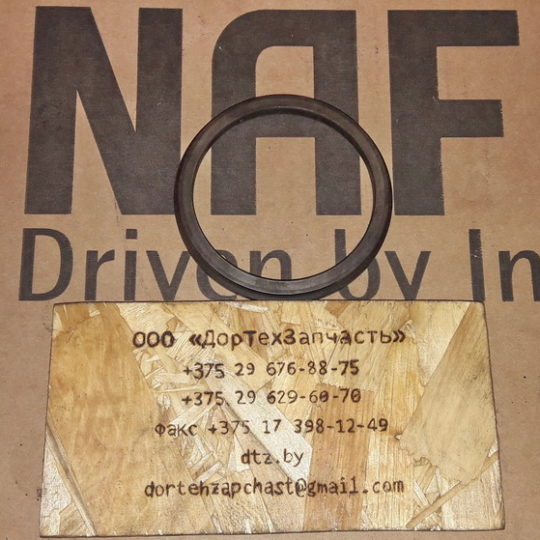 NAF
Driven by In
ООО «ДорТехЗапчасть»
+375 29 676-88-75
+375 29 629-60-70
Факс +375 17 398-12-49
dtz.by
dortehzapchast@gmail.com